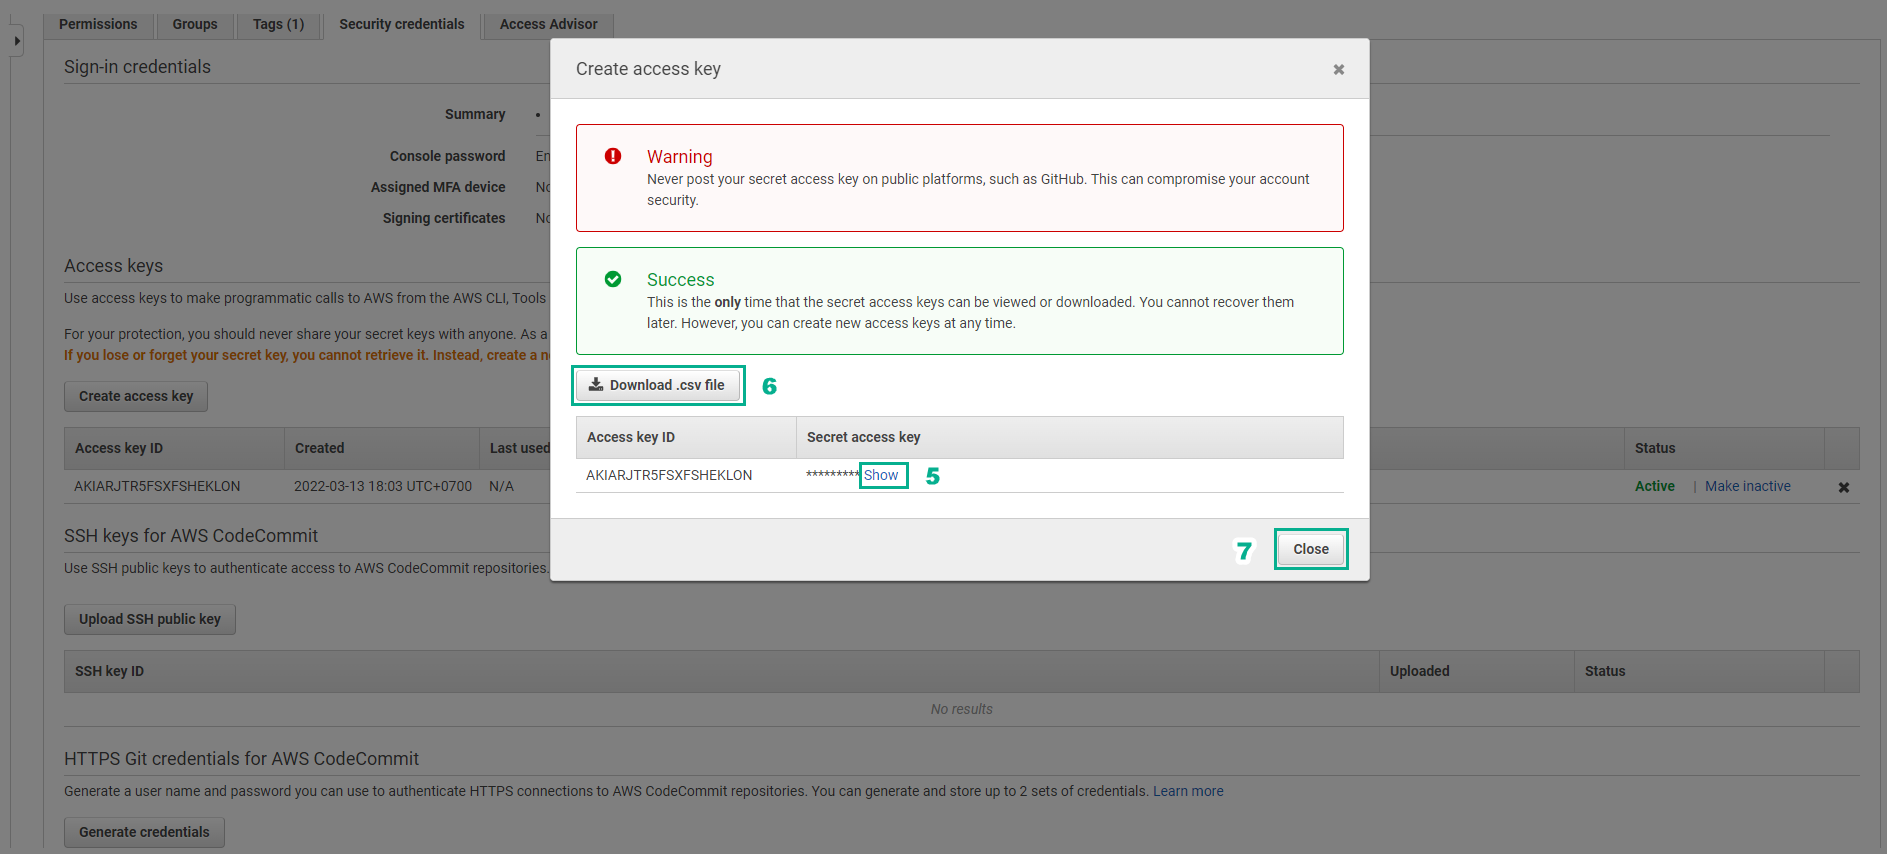 Permissions
Groups
Tags (1)
Security credentials
Access Advisor
Sign-in credentials
Summary
Console password
Assigned MFA device
Signing certificates
Access keys
Use access keys to make programmatic calls to AWS from the AWS CLI, Tools
For your protection, you should never share your secret keys with anyone. As a
If you lose or forget your secret key, you cannot retrieve it. Instead, create a
Create access key
Access key ID
Created
Last used
Status
AKIARJTR5FSXFSHEKLON
2022-03-13 18:03 UTC+0700
N/A
Active
| Make inactive
SSH keys for AWS CodeCommit
Use SSH public keys to authenticate access to AWS CodeCommit repositories.
Upload SSH public key
SSH key ID
Uploaded
Status
No results
HTTPS Git credentials for AWS CodeCommit
Generate a user name and password you can use to authenticate HTTPS connections to AWS CodeCommit repositories. You can generate and store up to 2 sets of credentials. Learn more
Generate credentials
Create access key
Warning
Never post your secret access key on public platforms, such as GitHub. This can compromise your account
security.
Success
This is the only time that the secret access keys can be viewed or downloaded. You cannot recover them
later. However, you can create new access keys at any time.
Download .csv file
6
Access key ID
Secret access key
AKIARJTR5FSXFSHEKLON
********* Show
5
7
Close